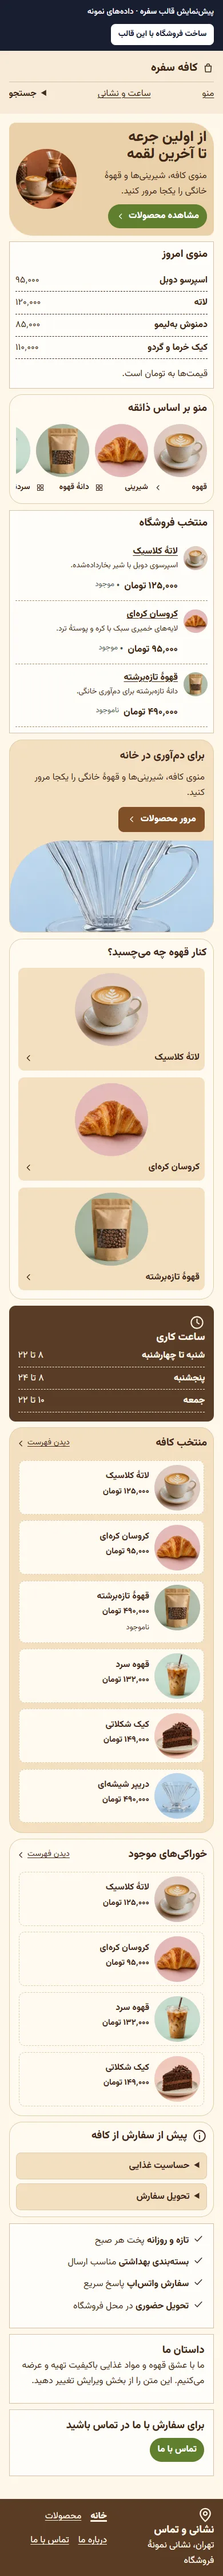 پیش‌نمایش قالب سفره · داده‌های نمونه
ساخت فروشگاه با این قالب
کافه سفره
منو
ساعت و نشانی
جستجو
از اولین جرعه
تا آخرین لقمه
منوی کافه، شیرینی‌ها و قهوهٔ
خانگی را یکجا مرور کنید.
مشاهده محصولات
منوی امروز
اسپرسو دوبل ۹۵,۰۰۰
لاته ۱۲۰,۰۰۰
دمنوش به‌لیمو ۸۵,۰۰۰
کیک خرما و گردو ۱۱۰,۰۰۰
قیمت‌ها به تومان است.
منو بر اساس ذائقه
قهوه
شیرینی
دانهٔ قهوه
سرد
منتخب فروشگاه
لاتهٔ کلاسیک
اسپرسوی دوبل با شیر بخارداده‌شده.
۱۲۵,۰۰۰ تومان • موجود
کروسان کره‌ای
لایه‌های خمیری سبک با کره و پوستهٔ ترد.
۹۵,۰۰۰ تومان • موجود
قهوهٔ تازه‌برشته
دانهٔ تازه‌برشته برای دم‌آوری خانگی.
۴۹۰,۰۰۰ تومان ناموجود
برای دم‌آوری در خانه
منوی کافه، شیرینی‌ها و قهوهٔ خانگی را یکجا مرور
کنید.
مرور محصولات
کنار قهوه چه می‌چسبد؟
لاتهٔ کلاسیک
کروسان کره‌ای
قهوهٔ تازه‌برشته
ساعت کاری
شنبه تا چهارشنبه ۸ تا ۲۲
پنجشنبه ۸ تا ۲۴
جمعه ۱۰ تا ۲۲
منتخب کافه
دیدن فهرست
لاتهٔ کلاسیک
۱۲۵,۰۰۰ تومان
کروسان کره‌ای
۹۵,۰۰۰ تومان
قهوهٔ تازه‌برشته
۴۹۰,۰۰۰ تومان
ناموجود
قهوه سرد
۱۳۲,۰۰۰ تومان
کیک شکلاتی
۱۴۹,۰۰۰ تومان
دریپر شیشه‌ای
۴۹۰,۰۰۰ تومان
خوراکی‌های موجود
دیدن فهرست
لاتهٔ کلاسیک
۱۲۵,۰۰۰ تومان
کروسان کره‌ای
۹۵,۰۰۰ تومان
قهوه سرد
۱۳۲,۰۰۰ تومان
کیک شکلاتی
۱۴۹,۰۰۰ تومان
پیش از سفارش از کافه
حساسیت غذایی
تحویل سفارش
تازه و روزانه پخت هر صبح
بسته‌بندی بهداشتی مناسب ارسال
سفارش واتس‌اپ پاسخ سریع
تحویل حضوری در محل فروشگاه
داستان ما
ما با عشق قهوه و مواد غذایی باکیفیت تهیه و عرضه
می‌کنیم. این متن را از بخش ویرایش تغییر دهید.
برای سفارش با ما در تماس باشید
تماس با ما
نشانی و تماس
تهران، نشانی نمونهٔ
فروشگاه
خانه
محصولات
درباره ما
تماس با ما